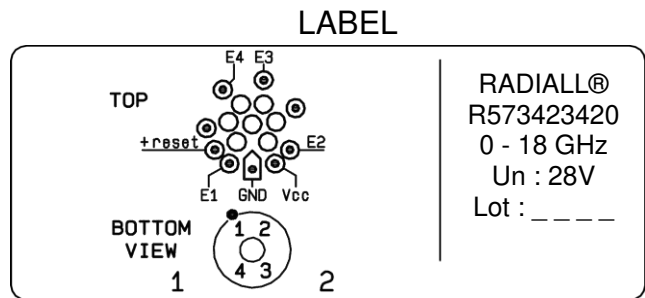 LABEL
E4 E3
TOP
+reset
E2
E1 GND Vcc
BOTTOM
VIEW
1 2
4 3
1 2
RADIALL®
R573423420
0 - 18 GHz
Un : 28V
Lot : _ _ _ _